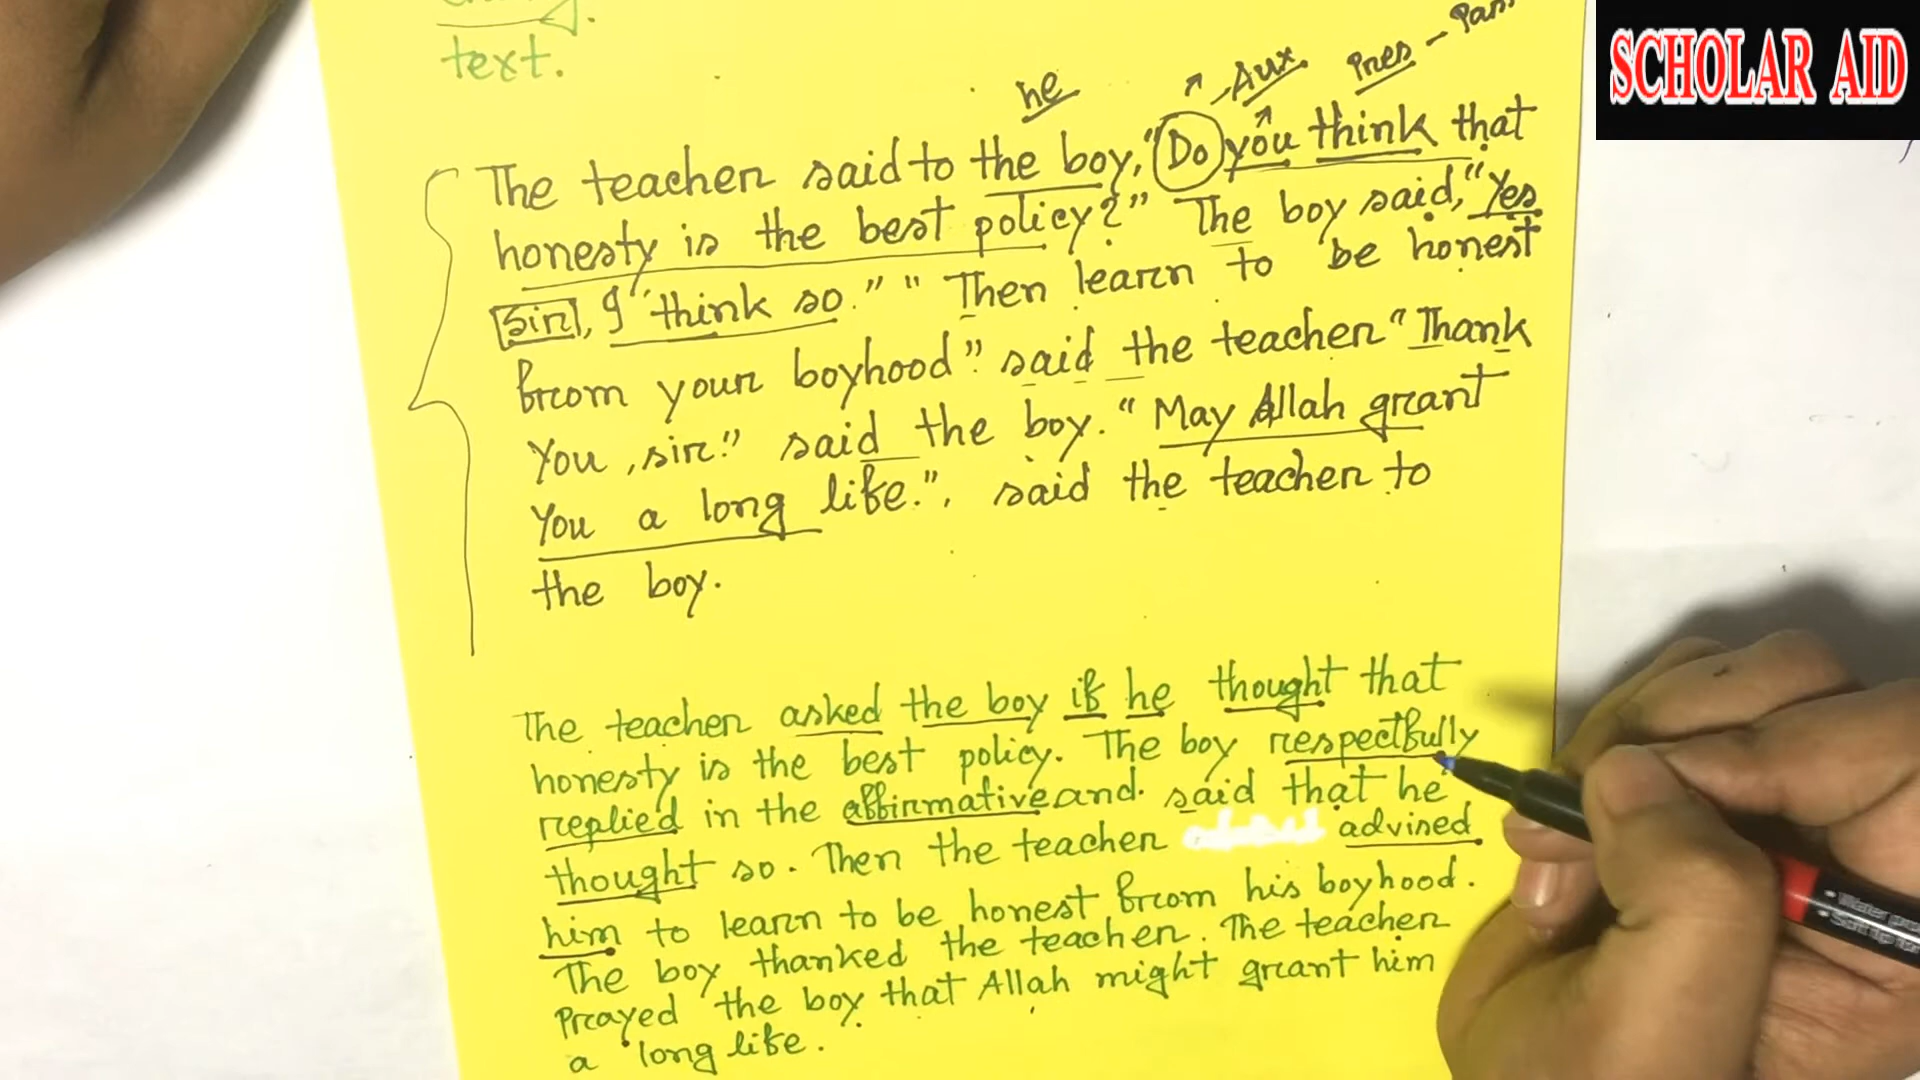 text.
he
Aux
Pres -
SCHOLAR AID
The teacher said to the boy, "Do you think that
honesty is the best policy?" The boy said, "Yes
sir, I think so." "Then learn to be honest
from your boyhood" said the teacher "Thank
You, sir." said the boy. "May Allah grant
You a long life.", said the teacher to
the boy.
The teacher asked the boy if he thought that
honesty is the best policy. The boy respectfully
replied in the affirmative and said that he
thought so. Then the teacher advised
him to learn to be honest from his boyhood.
The boy thanked the teacher. The teacher
Prayed the boy that Allah might grant him
a long life.